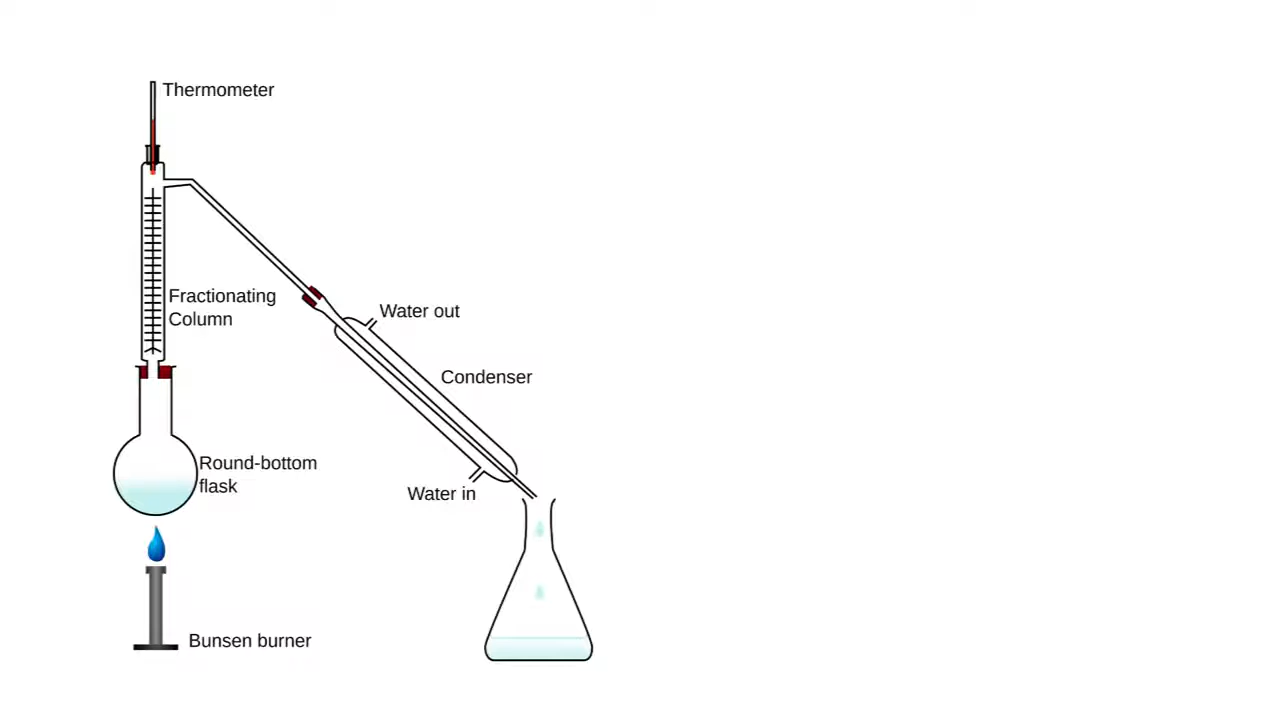 Thermometer
Fractionating
Column
Water out
Condenser
Round-bottom
flask
Water in
Bunsen burner